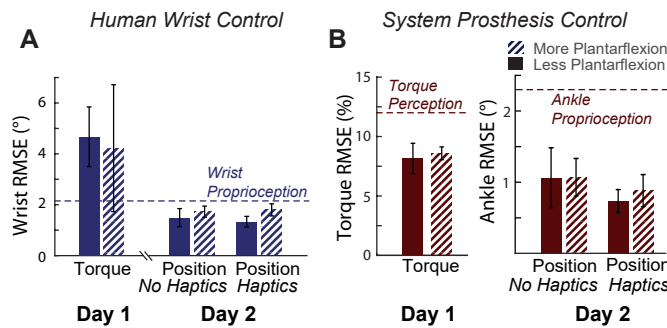 Human Wrist Control
System Prosthesis Control
A
B
More Plantarflexion
Less Plantarflexion
Wrist RMSE (°)
6
4
2
0
Wrist
Proprioception
Torque
Position
No Haptics
Position
Haptics
Day 1
Day 2
Torque RMSE (%)
15
10
5
0
Torque
Perception
Torque
Day 1
Ankle RMSE (°)
2
1
0
Ankle
Proprioception
Position
No Haptics
Position
Haptics
Day 2